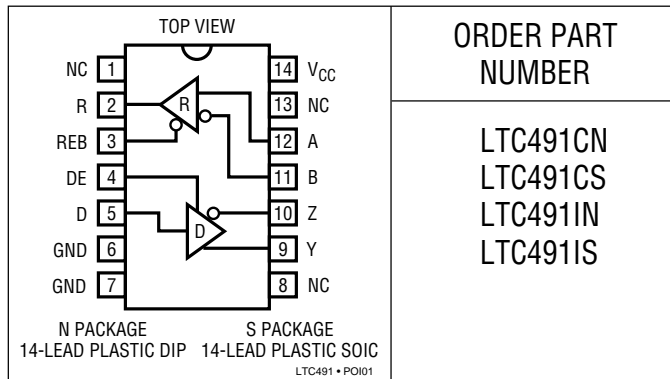 TOP VIEW
NC 1
R 2
REB 3
DE 4
D 5
GND 6
GND 7
14 VCC
13 NC
12 A
11 B
10 Z
9 Y
8 NC
R
D
N PACKAGE
14-LEAD PLASTIC DIP
S PACKAGE
14-LEAD PLASTIC SOIC
LTC491 • POI01
ORDER PART
NUMBER
LTC491CN
LTC491CS
LTC491IN
LTC491IS